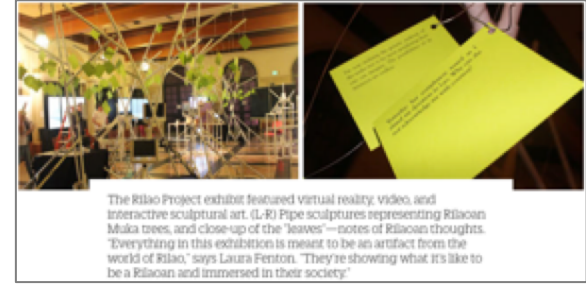 The Rilao Project exhibit featured virtual reality, video, and
interactive sculptural art. (L-R) Pipe sculptures representing Rilaoan
Muka trees, and close-up of the "leaves"—notes of Rilaoan thoughts.
"Everything in this exhibition is meant to be an artifact from the
world of Rilao," says Laura Fenton. "They're showing what it's like to
be a Rilaoan and immersed in their society."